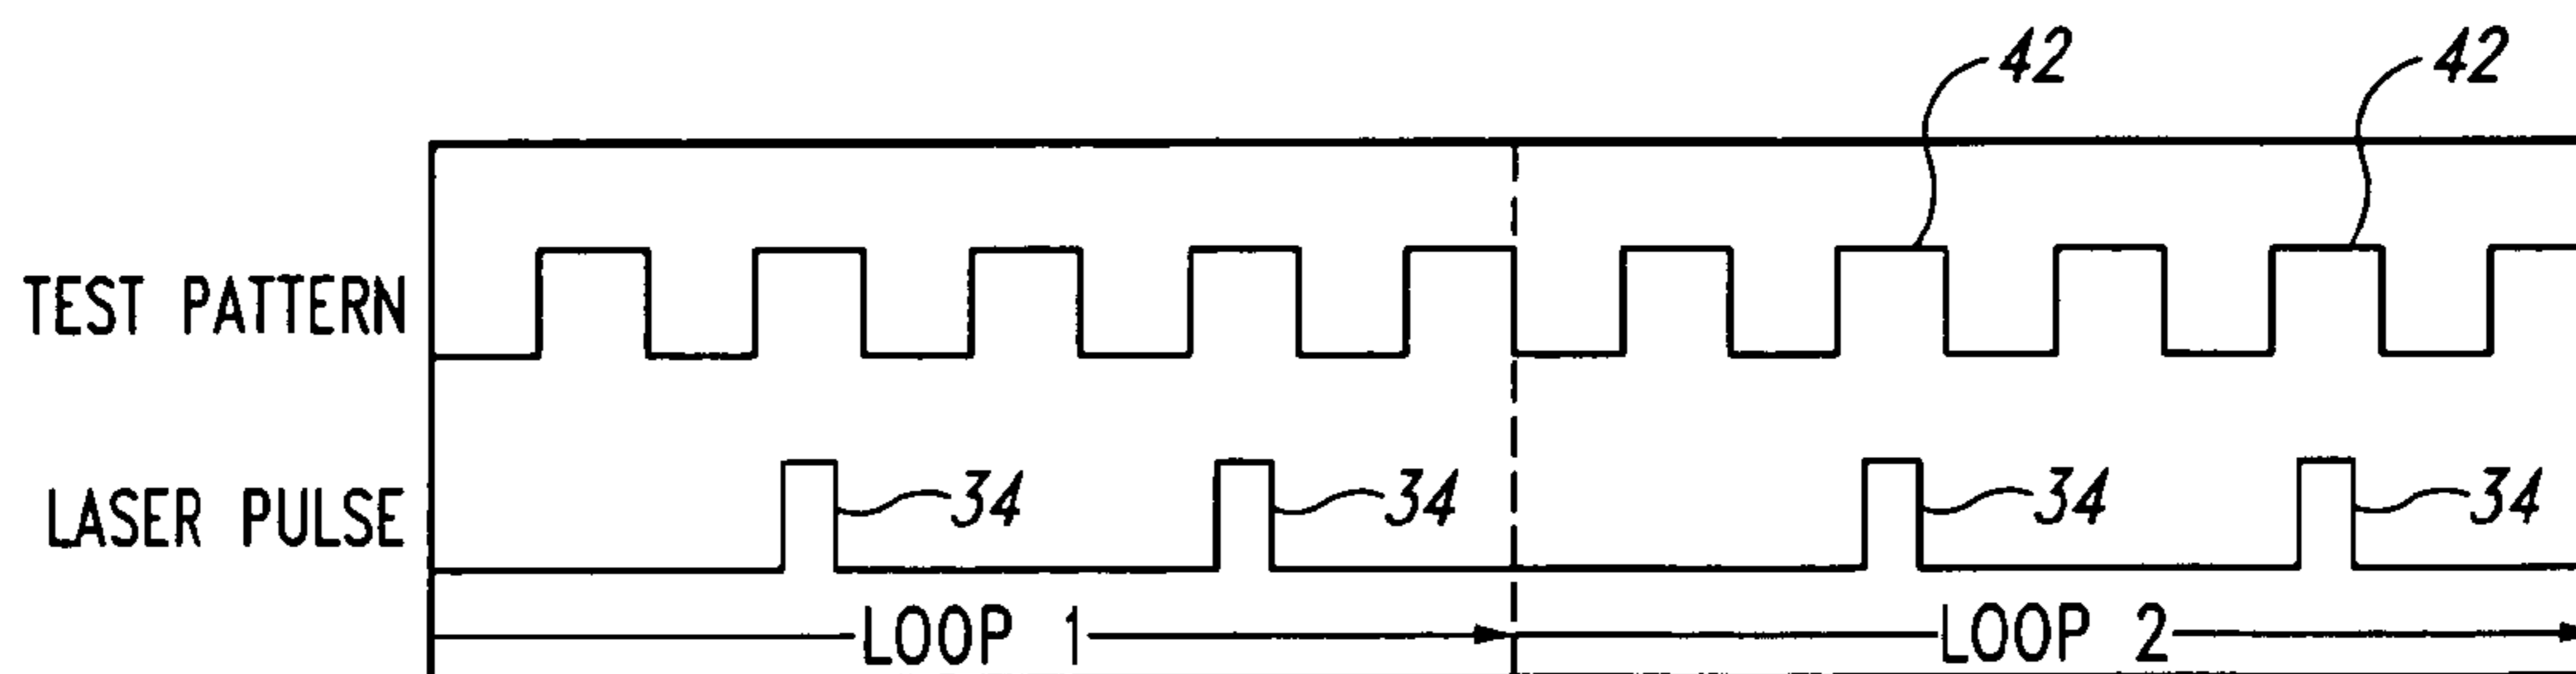 42 42
TEST PATTERN
LASER PULSE 34 34 34 34
LOOP 1 LOOP 2